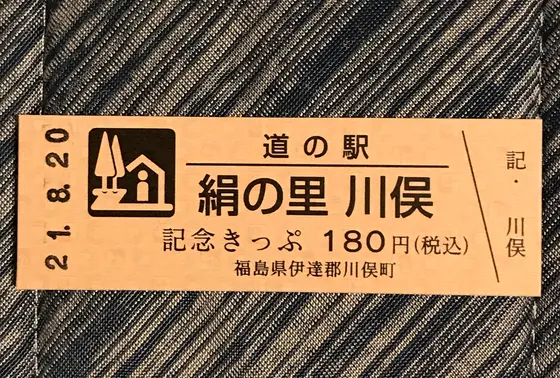 21.8.20
道の駅
絹の里 川俣
記念きっぷ 180円(税込)
福島県伊達郡川俣町
記・川俣